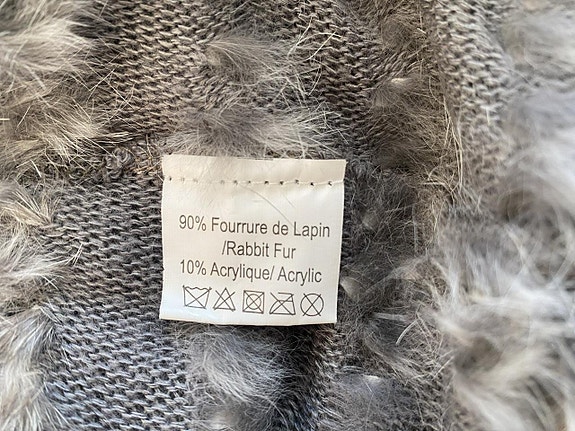 90% Fourrure de Lapin
/Rabbit Fur
10% Acrylique/ Acrylic